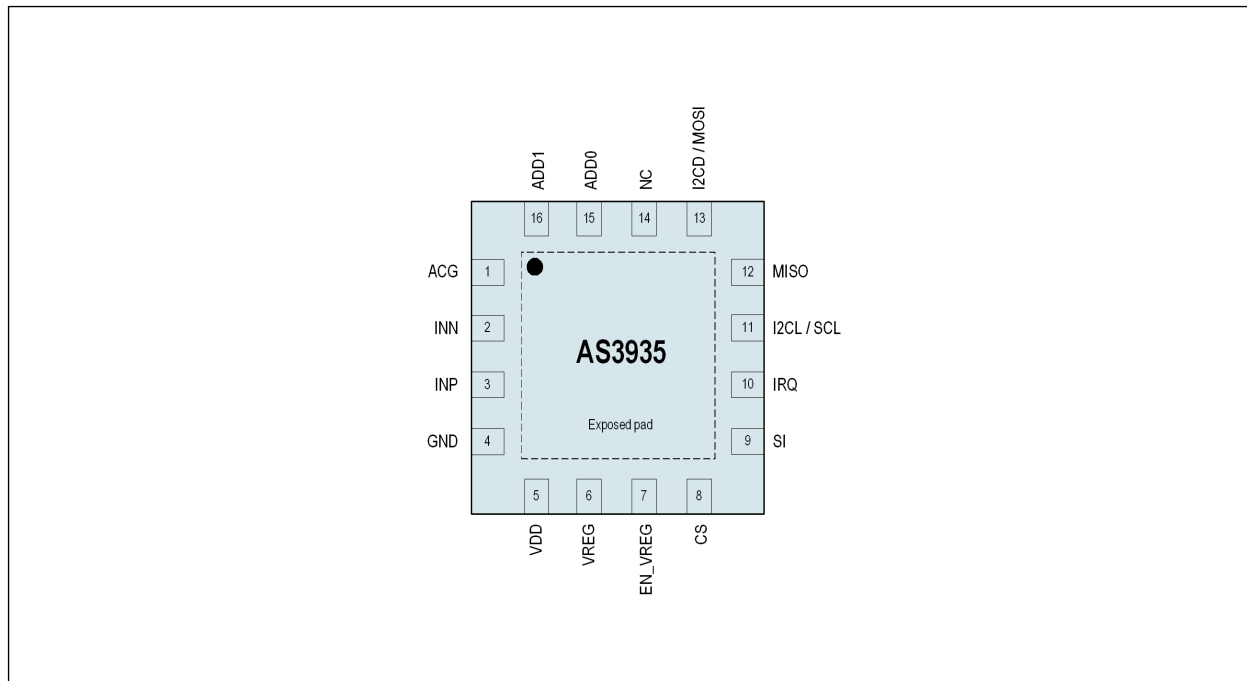 ADD1
ADD0
NC
I2CD / MOSI
16
15
14
13
ACG
1
12
MISO
INN
2
11
I2CL / SCL
AS3935
INP
3
10
IRQ
Exposed pad
GND
4
9
SI
5
6
7
8
VDD
VREG
EN_VREG
CS